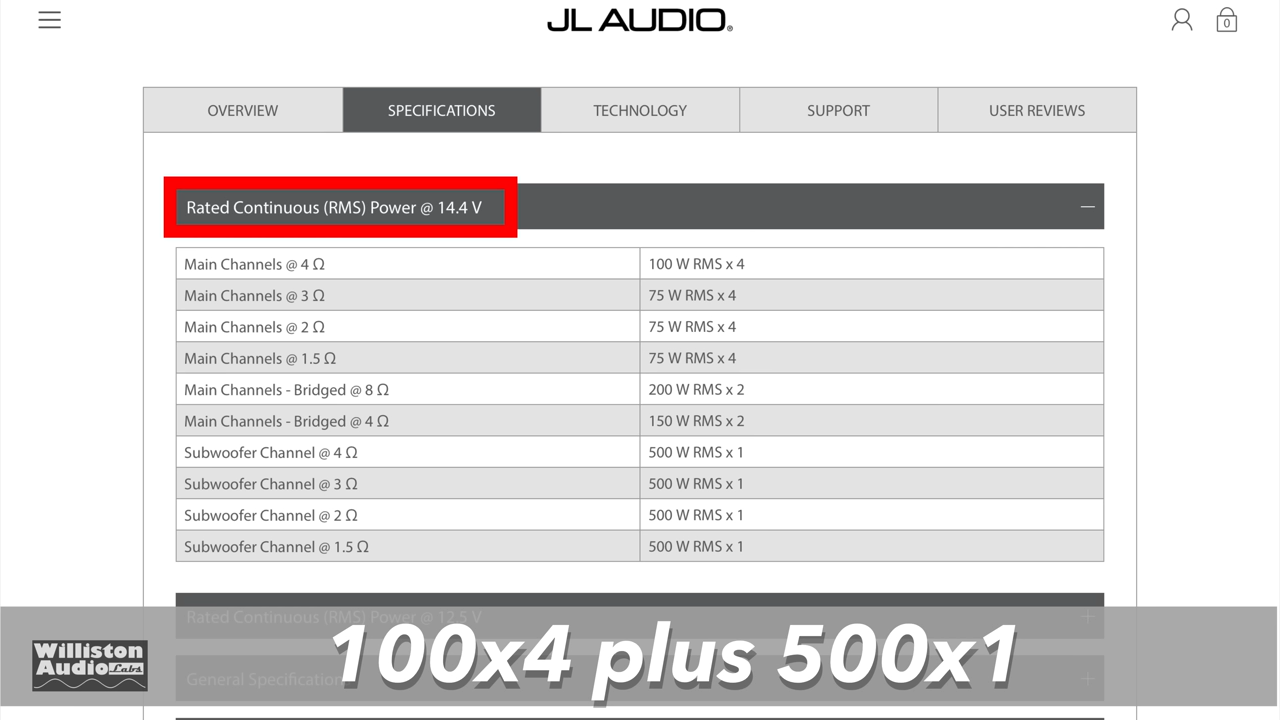 JL AUDIO®
0
OVERVIEW SPECIFICATIONS TECHNOLOGY SUPPORT USER REVIEWS
Rated Continuous (RMS) Power @ 14.4 V
Main Channels @ 4 Ω 100 W RMS x 4
Main Channels @ 3 Ω 75 W RMS x 4
Main Channels @ 2 Ω 75 W RMS x 4
Main Channels @ 1.5 Ω 75 W RMS x 4
Main Channels - Bridged @ 8 Ω 200 W RMS x 2
Main Channels - Bridged @ 4 Ω 150 W RMS x 2
Subwoofer Channel @ 4 Ω 500 W RMS x 1
Subwoofer Channel @ 3 Ω 500 W RMS x 1
Subwoofer Channel @ 2 Ω 500 W RMS x 1
Subwoofer Channel @ 1.5 Ω 500 W RMS x 1
Rated Continuous (RMS) Power @ 12.5 V
100x4 plus 500x1
Williston
Audio Labs
General Specification